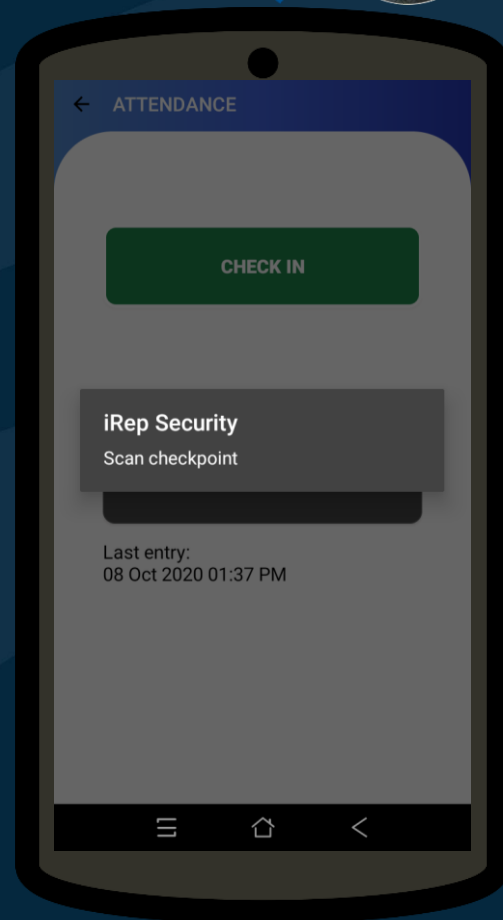 ATTENDANCE
CHECK IN
iRep Security
Scan checkpoint
Last entry:
08 Oct 2020 01:37 PM